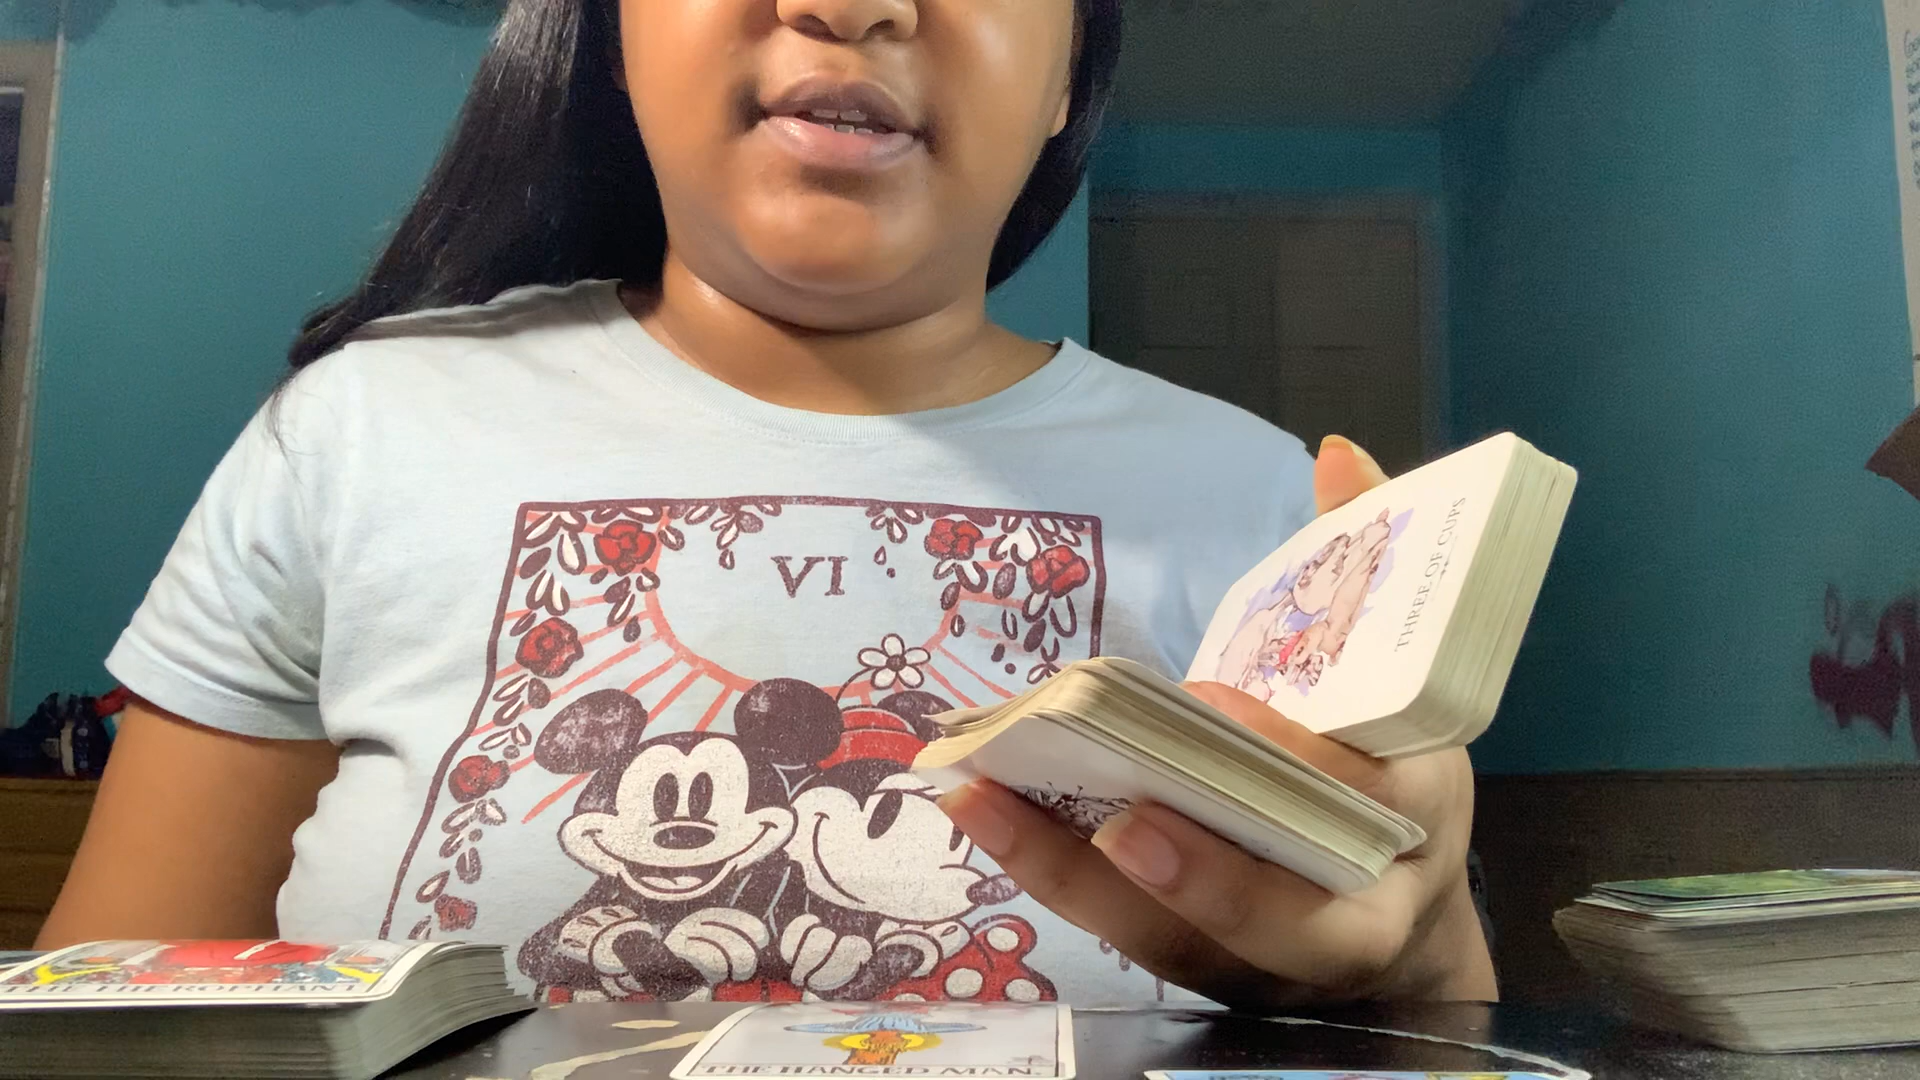 VI
THREE OF CUPS
THE HIEROPHANT
THE HANGED MAN.